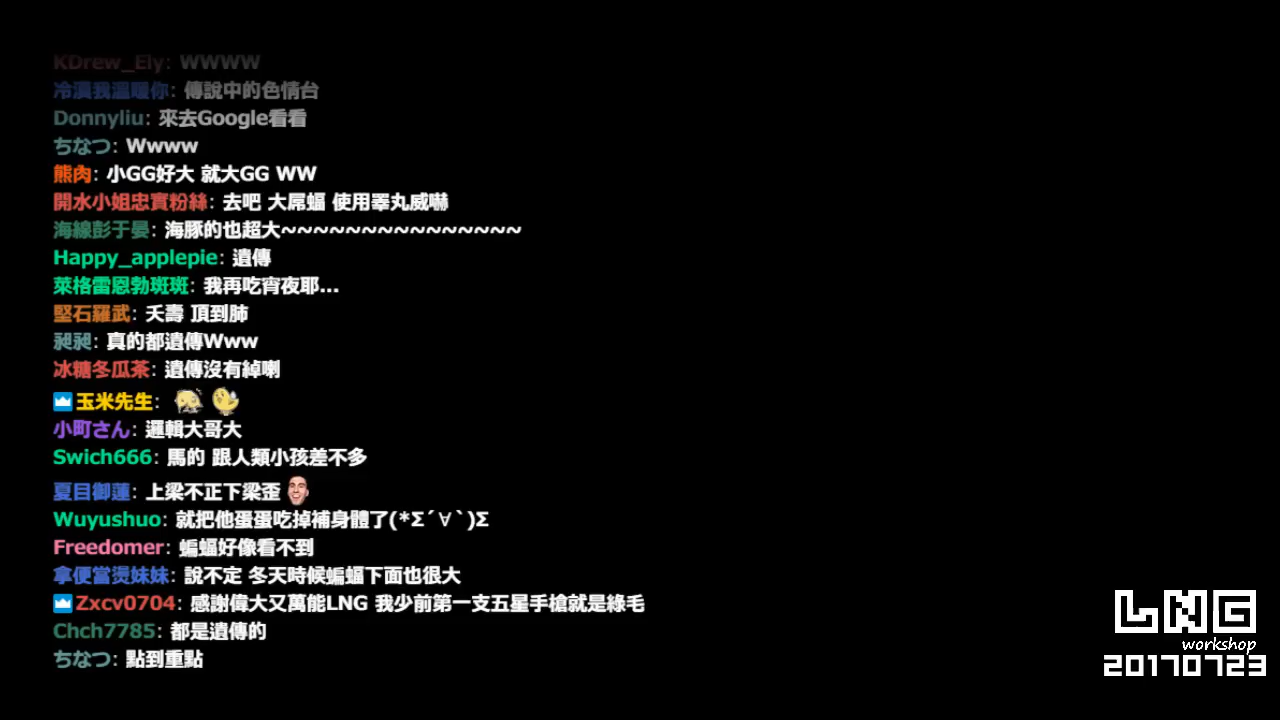 KDrew_Ely: WWWW
冷漠我溫暖你: 傳說中的色情台
Donnyliu: 來去Google看看
ちなつ: Wwww
熊肉: 小GG好大 就大GG WW
開水小姐忠實粉絲: 去吧 大屌蝠 使用睪丸威嚇
海線彭于晏: 海豚的也超大~~~~~~~~~~~~~~~
Happy_applepie: 遺傳
萊格雷恩勃斑斑: 我再吃宵夜耶...
堅石羅武: 夭壽 頂到肺
昶昶: 真的都遺傳Www
冰糖冬瓜茶: 遺傳沒有綽喇
玉米先生:
小町さん: 邏輯大哥大
Swich666: 馬的 跟人類小孩差不多
夏目御蓮: 上梁不正下梁歪
Wuyushuo: 就把他蛋蛋吃掉補身體了(*Σ´∀`)Σ
Freedomer: 蝙蝠好像看不到
拿便當燙妹妹: 說不定 冬天時候蝙蝠下面也很大
Zxcv0704: 感謝偉大又萬能LNG 我少前第一支五星手槍就是綠毛
Chch7785: 都是遺傳的
ちなつ: 點到重點
LNG
workshop
20170723